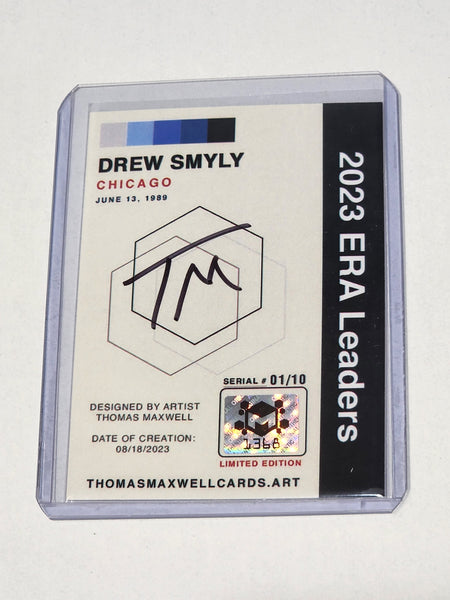 DREW SMYLY
CHICAGO
JUNE 13, 1989
2023 ERA Leaders
TM
SERIAL # 01/10
DESIGNED BY ARTIST
THOMAS MAXWELL
DATE OF CREATION:
08/18/2023
1368
LIMITED EDITION
THOMASMAXWELLCARDS.ART